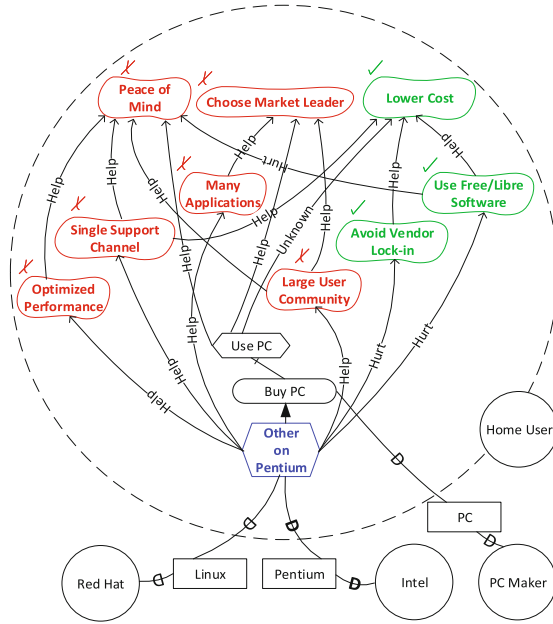 Peace of
Mind
Choose Market Leader
Lower Cost
Help
Help
Help
Hurt
Help
Help
Many
Applications
Help
Use Free/Libre
Software
Single Support
Channel
Help
Unknown
Avoid Vendor
Lock-in
Help
Help
Help
Optimized
Performance
Large User
Community
Help
Use PC
Hurt
Hurt
Help
Help
Help
Buy PC
Help
Other
on
Pentium
Home User
D
PC
D
D
D
Red Hat
D
Linux
Pentium
D
Intel
PC Maker